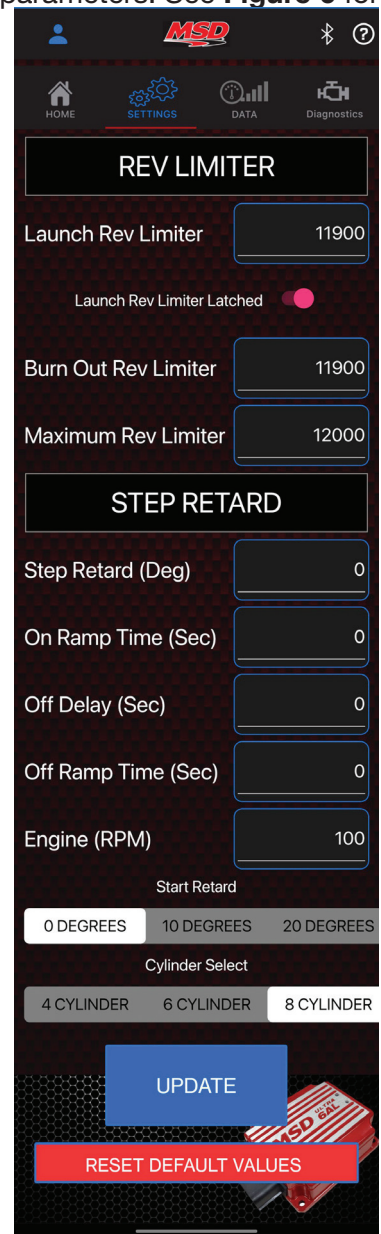 parameters. See Figure 6 for
MSD
HOME SETTINGS DATA Diagnostics
REV LIMITER
Launch Rev Limiter 11900
Launch Rev Limiter Latched
Burn Out Rev Limiter 11900
Maximum Rev Limiter 12000
STEP RETARD
Step Retard (Deg) 0
On Ramp Time (Sec) 0
Off Delay (Sec) 0
Off Ramp Time (Sec) 0
Engine (RPM) 100
Start Retard
0 DEGREES 10 DEGREES 20 DEGREES
Cylinder Select
4 CYLINDER 6 CYLINDER 8 CYLINDER
UPDATE
ULTRA
MSD 6AL
RESET DEFAULT VALUES